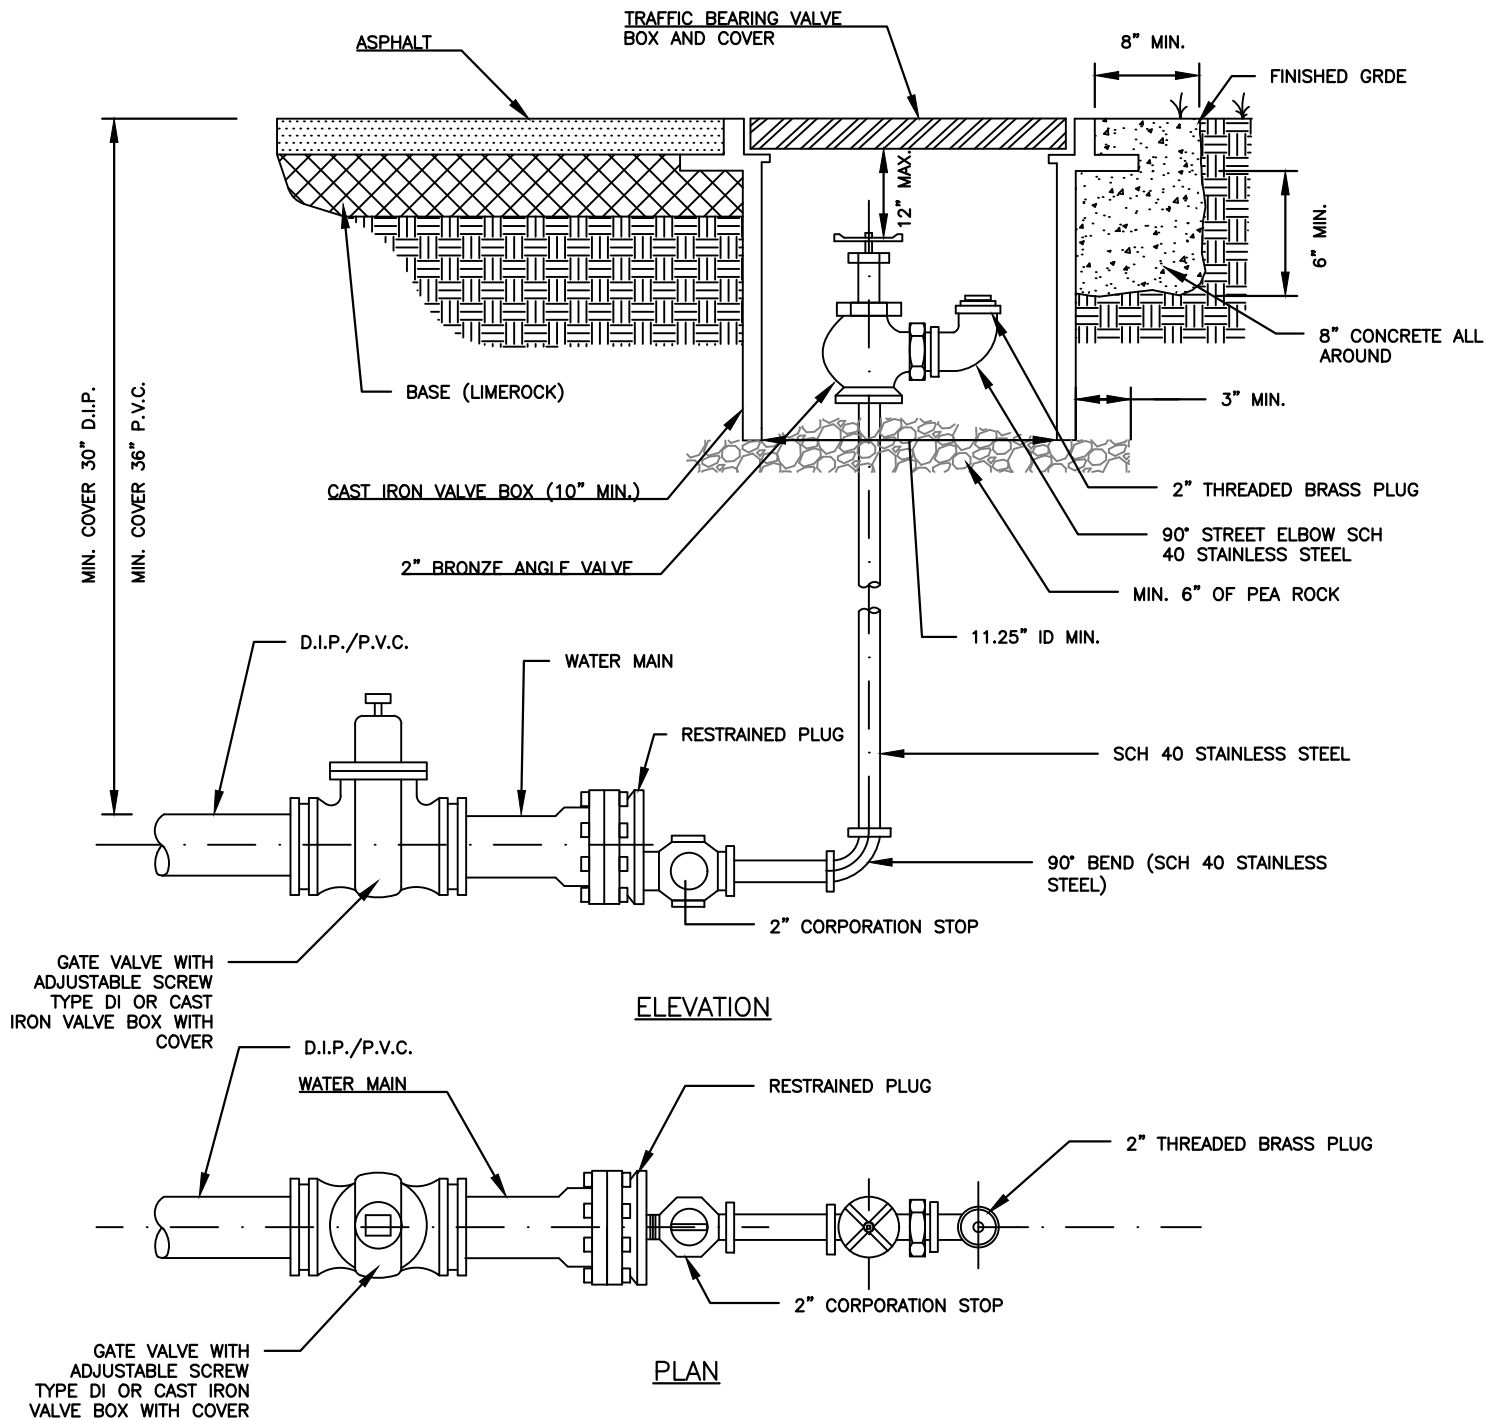 TRAFFIC BEARING VALVE
BOX AND COVER
ASPHALT
8" MIN.
FINISHED GRDE
12" MAX.
6" MIN.
8" CONCRETE ALL
AROUND
BASE (LIMEROCK)
3" MIN.
MIN. COVER 30" D.I.P.
MIN. COVER 36" P.V.C.
CAST IRON VALVE BOX (10" MIN.)
2" THREADED BRASS PLUG
90° STREET ELBOW SCH
40 STAINLESS STEEL
2" BRONZE ANGLE VALVE
MIN. 6" OF PEA ROCK
11.25" ID MIN.
D.I.P./P.V.C.
WATER MAIN
RESTRAINED PLUG
SCH 40 STAINLESS STEEL
90° BEND (SCH 40 STAINLESS
STEEL)
2" CORPORATION STOP
GATE VALVE WITH
ADJUSTABLE SCREW
TYPE DI OR CAST
IRON VALVE BOX WITH
COVER
ELEVATION
D.I.P./P.V.C.
WATER MAIN
RESTRAINED PLUG
2" THREADED BRASS PLUG
2" CORPORATION STOP
GATE VALVE WITH
ADJUSTABLE SCREW
TYPE DI OR CAST IRON
VALVE BOX WITH COVER
PLAN